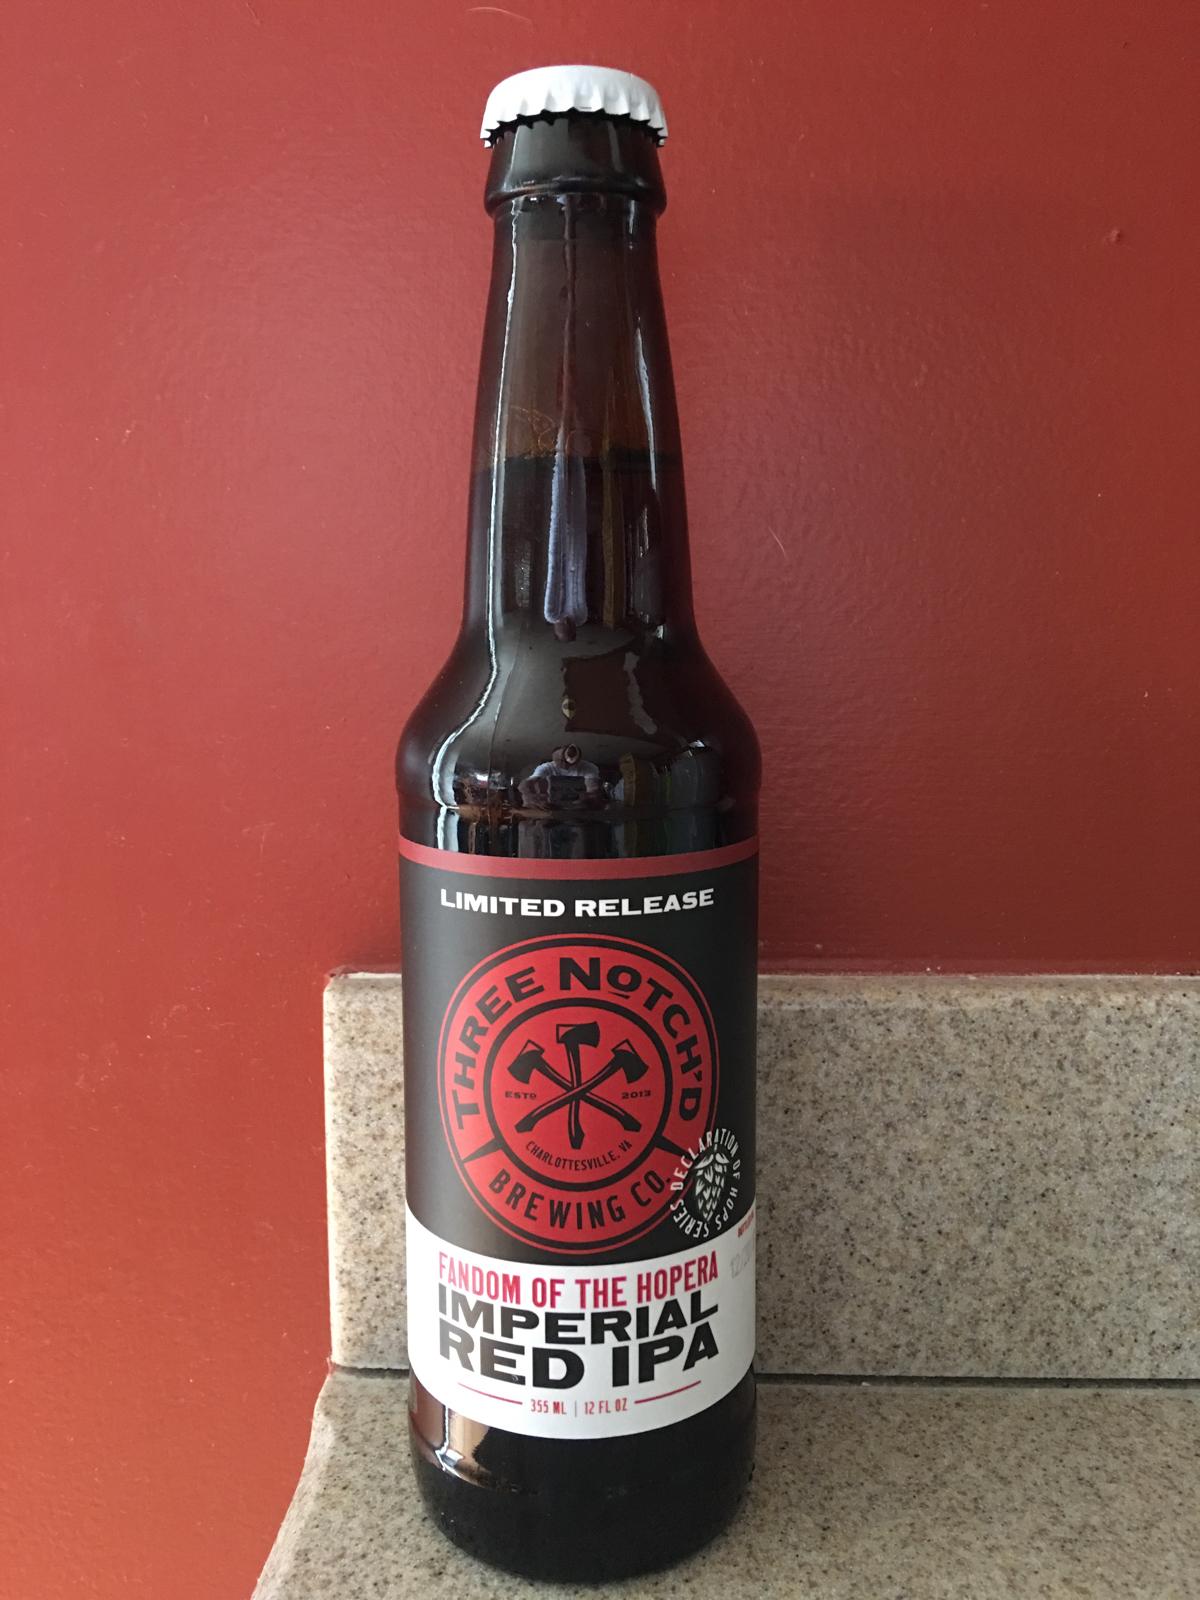 LIMITED RELEASE
THREE NOTCH'D
ESTD 2013
CHARLOTTESVILLE, VA
BREWING CO.
DECLARATION OF HOPS SERIES
FANDOM OF THE HOPERA
IMPERIAL
RED IPA
355 ML | 12 FL OZ